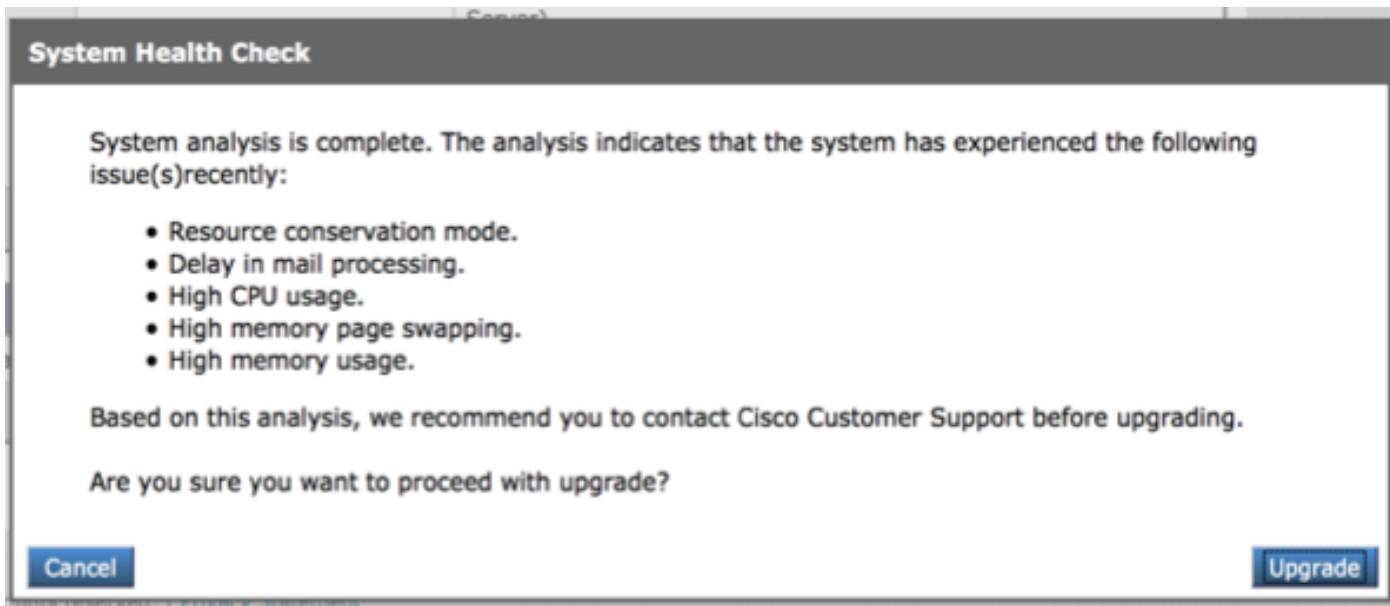 System Health Check
System analysis is complete. The analysis indicates that the system has experienced the following
issue(s)recently:
• Resource conservation mode.
• Delay in mail processing.
• High CPU usage.
• High memory page swapping.
• High memory usage.
Based on this analysis, we recommend you to contact Cisco Customer Support before upgrading.
Are you sure you want to proceed with upgrade?
Cancel
Upgrade